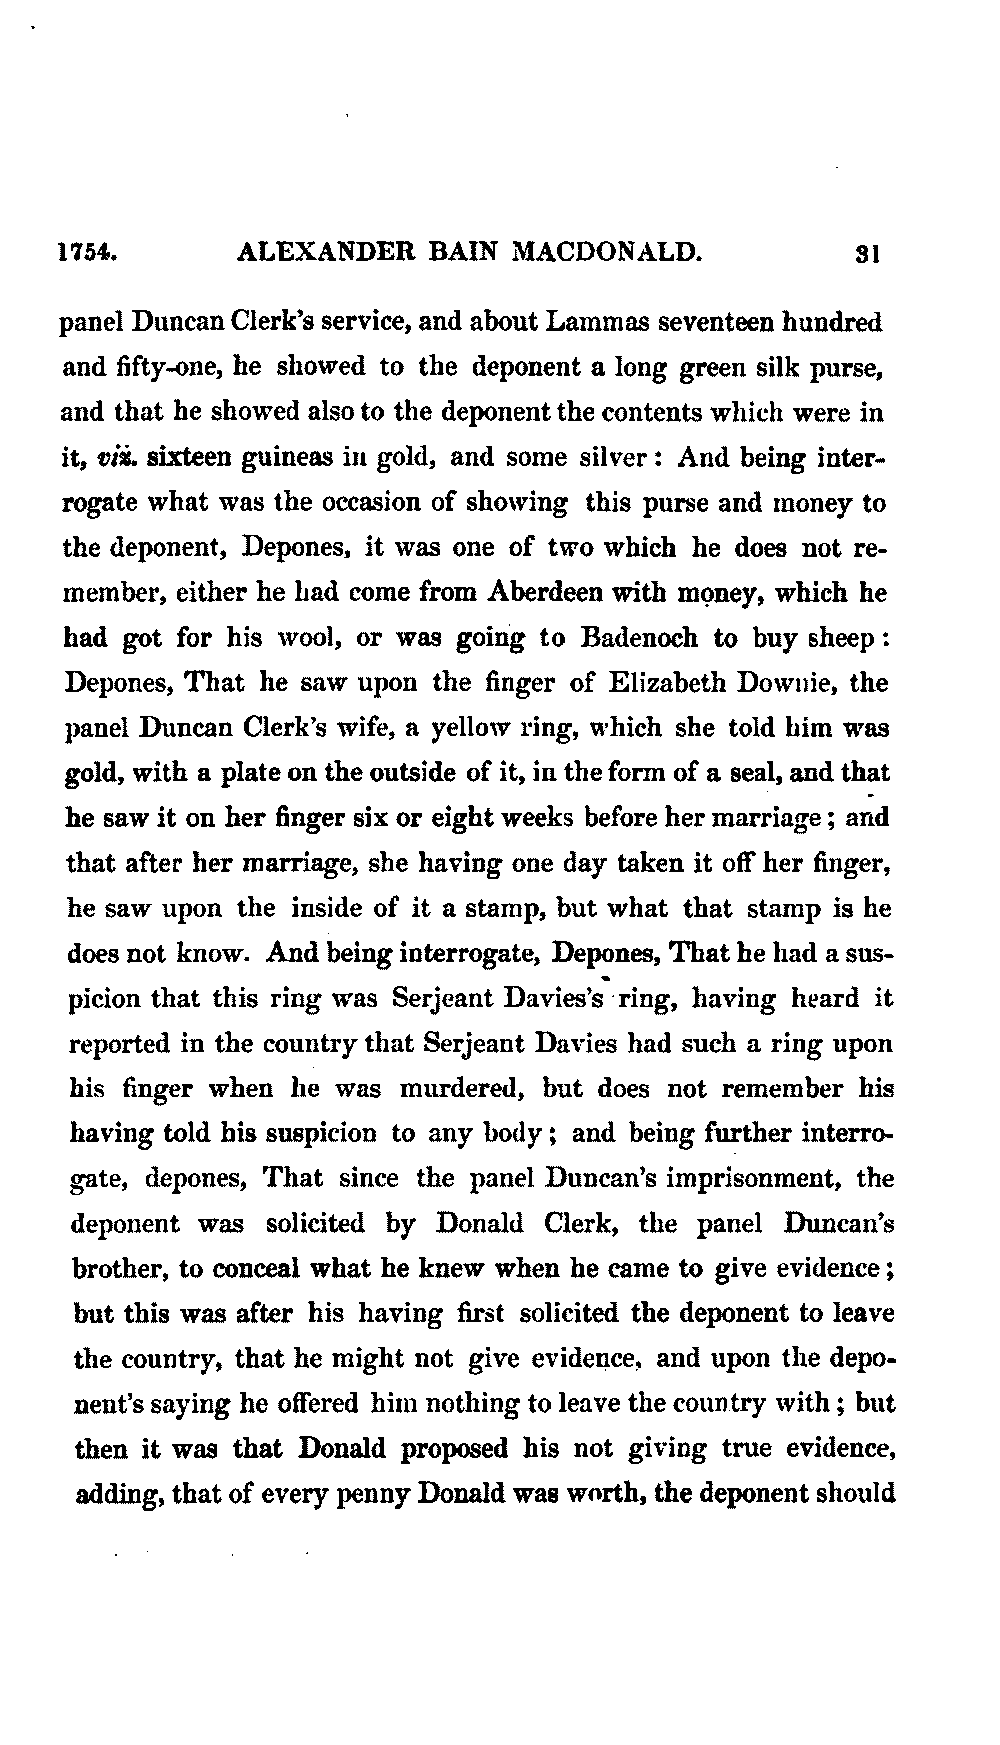 1754. ALEXANDER BAIN MACDONALD. 31
panel Duncan Clerk's service, and about Lammas seventeen hundred
and fifty-one, he showed to the deponent a long green silk purse,
and that he showed also to the deponent the contents which were in
it, viz. sixteen guineas in gold, and some silver: And being inter-
rogate what was the occasion of showing this purse and money to
the deponent, Depones, it was one of two which he does not re-
member, either he had come from Aberdeen with money, which he
had got for his wool, or was going to Badenoch to buy sheep:
Depones, That he saw upon the finger of Elizabeth Downie, the
panel Duncan Clerk's wife, a yellow ring, which she told him was
gold, with a plate on the outside of it, in the form of a seal, and that
he saw it on her finger six or eight weeks before her marriage; and
that after her marriage, she having one day taken it off her finger,
he saw upon the inside of it a stamp, but what that stamp is he
does not know. And being interrogate, Depones, That he had a sus-
picion that this ring was Serjeant Davies's ring, having heard it
reported in the country that Serjeant Davies had such a ring upon
his finger when he was murdered, but does not remember his
having told his suspicion to any body; and being further interro-
gate, depones, That since the panel Duncan's imprisonment, the
deponent was solicited by Donald Clerk, the panel Duncan's
brother, to conceal what he knew when he came to give evidence;
but this was after his having first solicited the deponent to leave
the country, that he might not give evidence, and upon the depo-
nent's saying he offered him nothing to leave the country with; but
then it was that Donald proposed his not giving true evidence,
adding, that of every penny Donald was worth, the deponent should